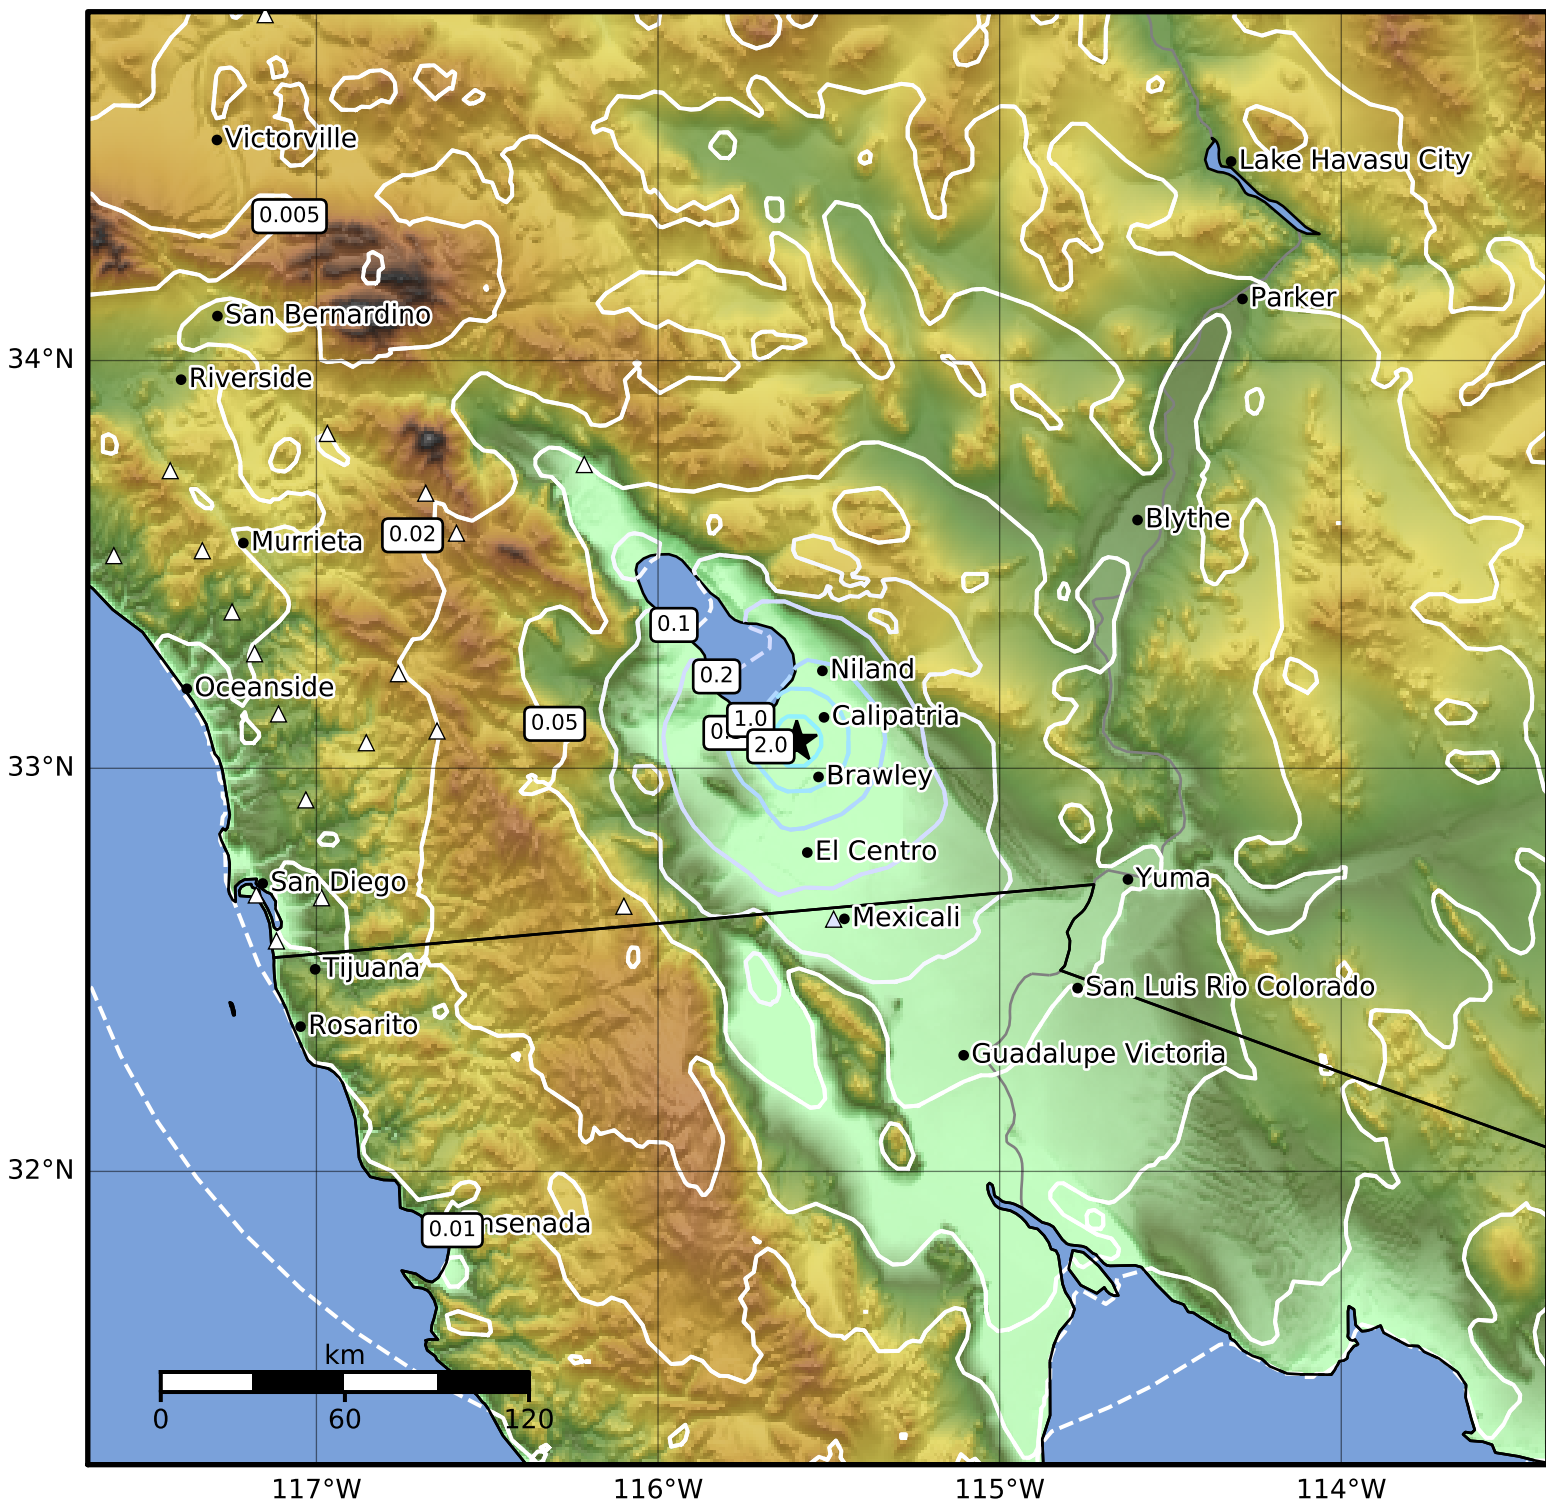 Victorville
Lake Havasu City
0.005
Parker
San Bernardino
34°N
Riverside
Blythe
0.02
Murrieta
0.1
Niland
0.2
Oceanside
Calipatria
0.05
1.0
2.0
33°N
Brawley
El Centro
San Diego
Yuma
Mexicali
Tijuana
San Luis Rio Colorado
Rosarito
Guadalupe Victoria
32°N
0.01
km
0 60 120
117°W 116°W 115°W 114°W